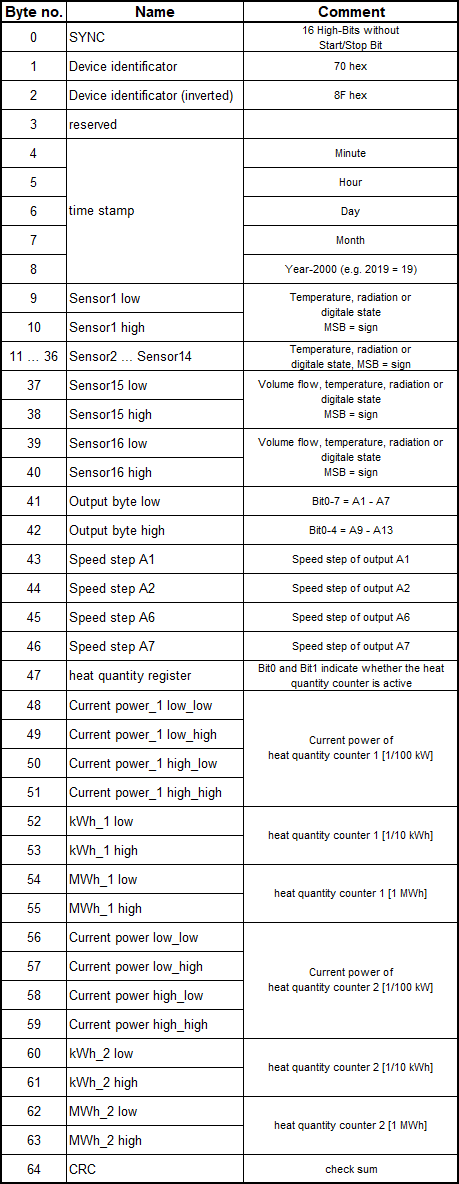 Byte no. Name Comment
0 SYNC 16 High-Bits without
Start/Stop Bit
1 Device identificator 70 hex
2 Device identificator (inverted) 8F hex
3 reserved
4 Minute
5 Hour
6 time stamp Day
7 Month
8 Year-2000 (e.g. 2019 = 19)
9 Sensor1 low Temperature, radiation or
digitale state
10 Sensor1 high MSB = sign
11 ... 36 Sensor2 ... Sensor14 Temperature, radiation or
digitale state, MSB = sign
37 Sensor15 low Volume flow, temperature, radiation or
digitale state
38 Sensor15 high MSB = sign
39 Sensor16 low Volume flow, temperature, radiation or
digitale state
40 Sensor16 high MSB = sign
41 Output byte low Bit0-7 = A1 - A7
42 Output byte high Bit0-4 = A9 - A13
43 Speed step A1 Speed step of output A1
44 Speed step A2 Speed step of output A2
45 Speed step A6 Speed step of output A6
46 Speed step A7 Speed step of output A7
47 heat quantity register Bit0 and Bit1 indicate whether the heat
quantity counter is active
48 Current power_1 low_low
49 Current power_1 low_high Current power of
50 Current power_1 high_low heat quantity counter 1 [1/100 kW]
51 Current power_1 high_high
52 kWh_1 low heat quantity counter 1 [1/10 kWh]
53 kWh_1 high
54 MWh_1 low heat quantity counter 1 [1 MWh]
55 MWh_1 high
56 Current power low_low
57 Current power low_high Current power of
58 Current power high_low heat quantity counter 2 [1/100 kW]
59 Current power high_high
60 kWh_2 low heat quantity counter 2 [1/10 kWh]
61 kWh_2 high
62 MWh_2 low heat quantity counter 2 [1 MWh]
63 MWh_2 high
64 CRC check sum